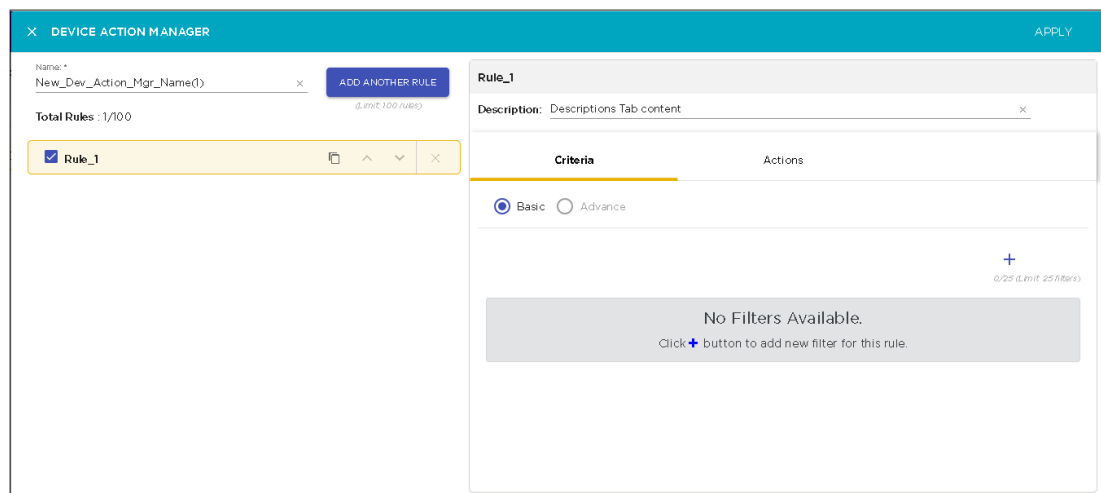 DEVICE ACTION MANAGER
APPLY
Name: *
New_Dev_Action_Mgr_Name(1)
ADD ANOTHER RULE
(Limit 100 rules)
Total Rules : 1/100
Rule_1
Rule_1
Description: Descriptions Tab content
Criteria
Actions
Basic
Advance
0/25 (Limit 25 filters)
No Filters Available.
Click + button to add new filter for this rule.